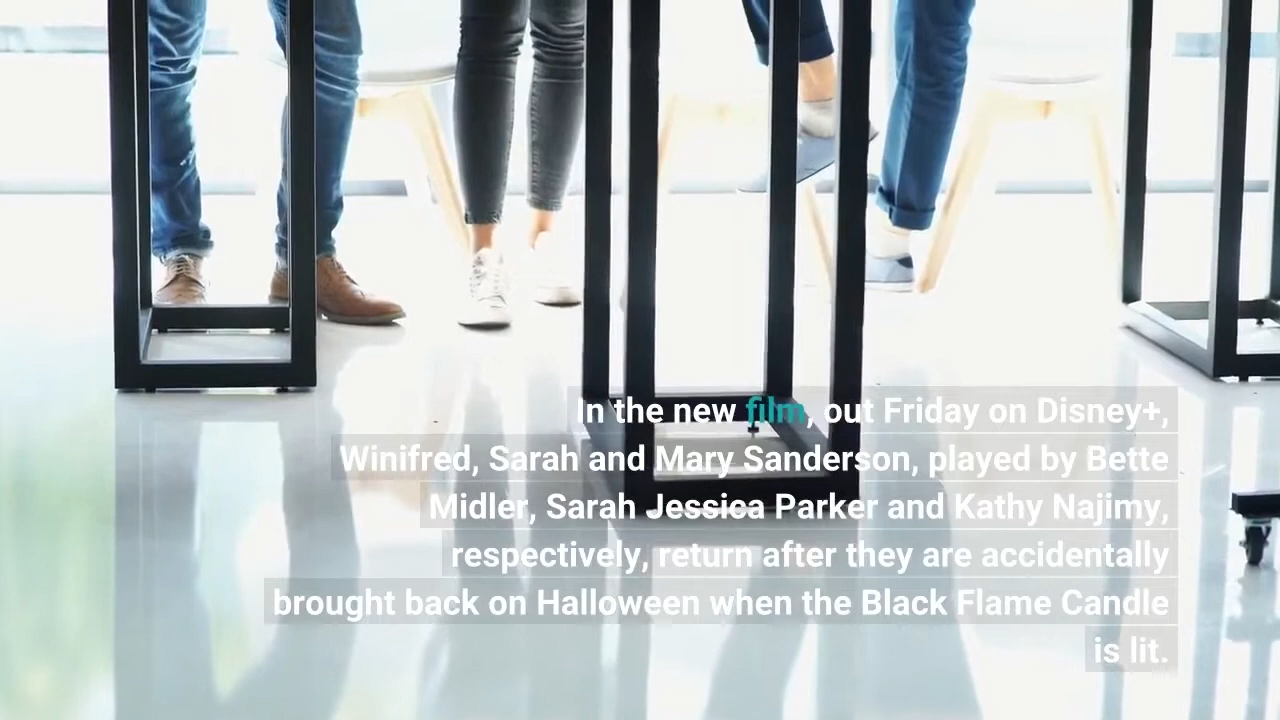 In the new film, out Friday on Disney+,
Winifred, Sarah and Mary Sanderson, played by Bette
Midler, Sarah Jessica Parker and Kathy Najimy,
respectively, return after they are accidentally
brought back on Halloween when the Black Flame Candle
is lit.